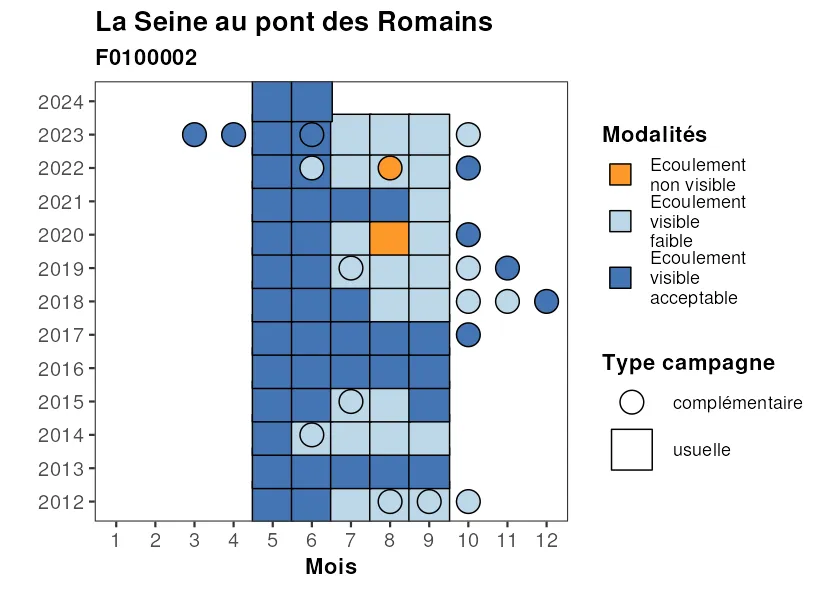 La Seine au pont des Romains
F0100002
2024
2023
2022
2021
2020
2019
2018
2017
2016
2015
2014
2013
2012
1 2 3 4 5 6 7 8 9 10 11 12
Mois
Modalités
Ecoulement
non visible
Ecoulement
visible
faible
Ecoulement
visible
acceptable
Type campagne
complémentaire
usuelle